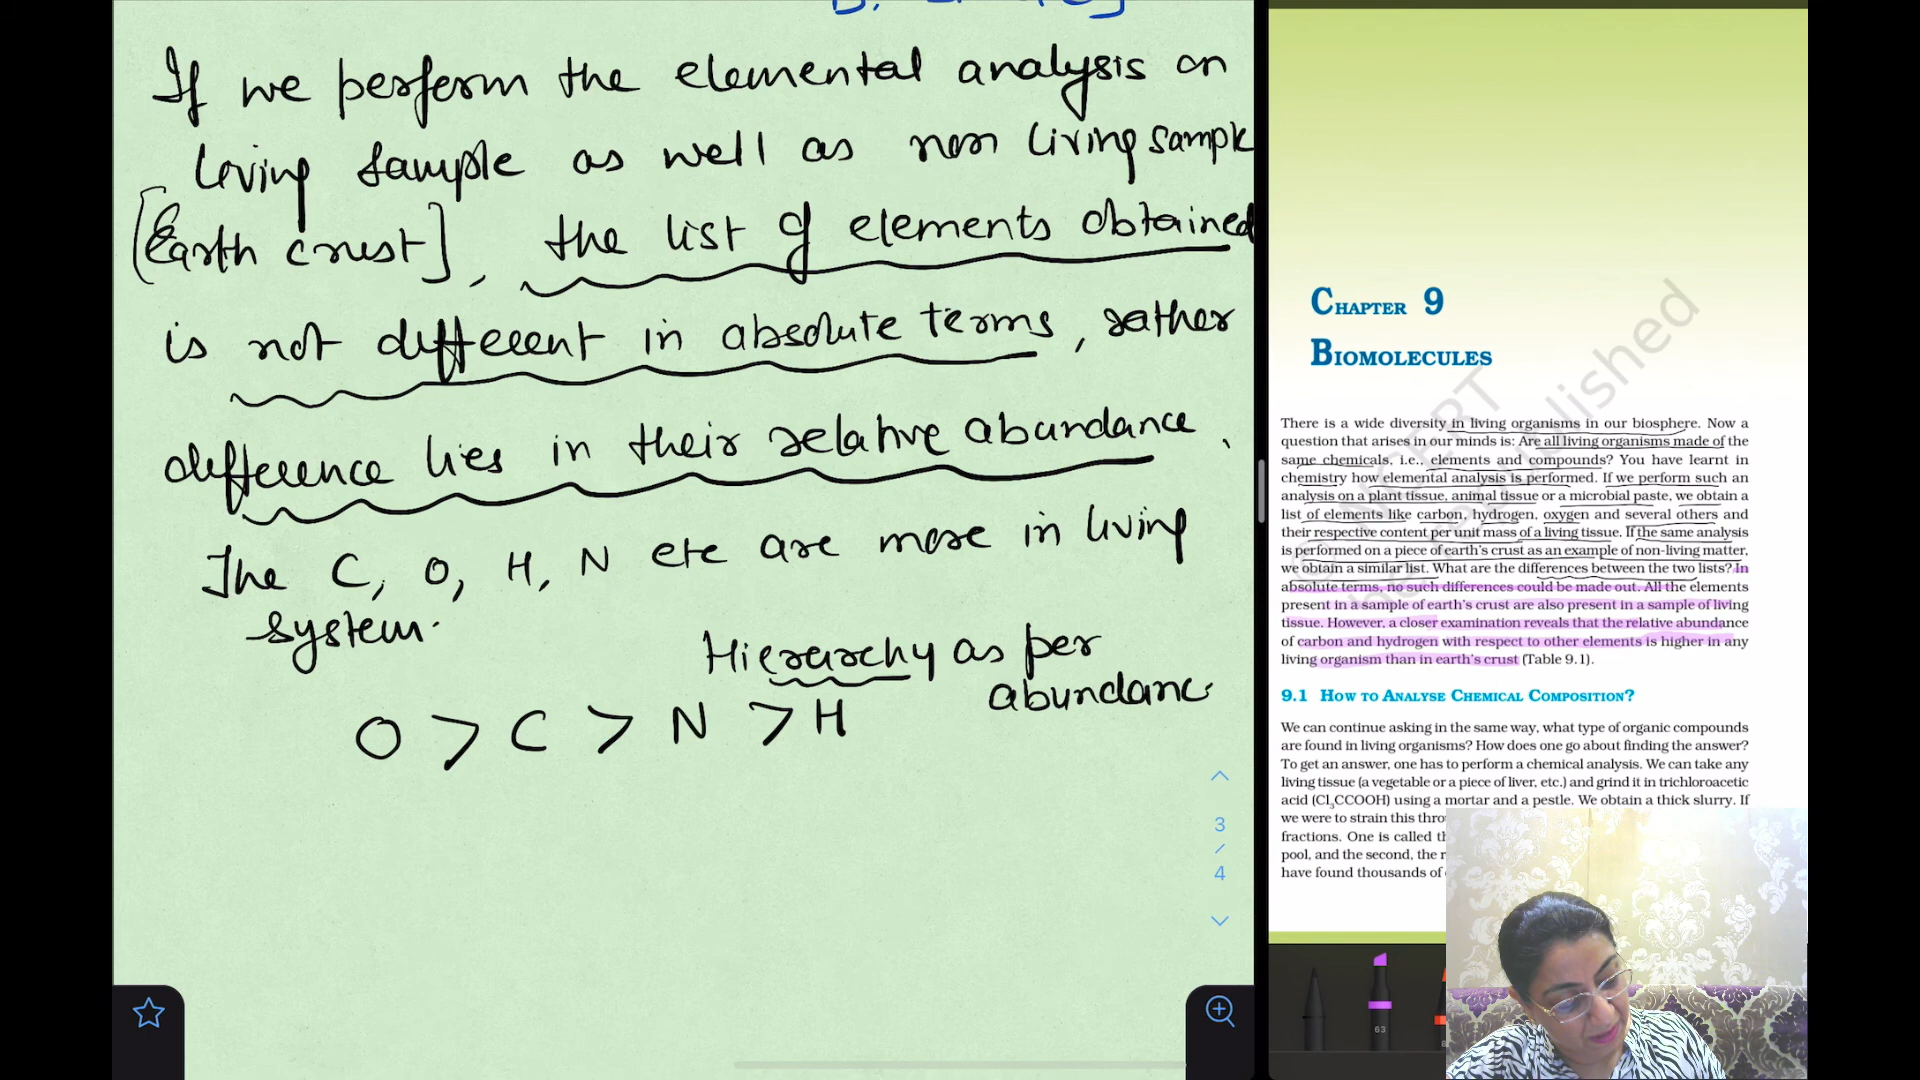 If we perform the elemental analysis on
living sample as well as non living sample
[Earth crust], the list of elements obtained
is not different in absolute terms, rather
difference lies in their relative abundance.
The C, O, H, N etc are more in living
system.
Hierarchy as per
abundanc
O > C > N > H
3
/
4
CHAPTER 9
BIOMOLECULES
There is a wide diversity in living organisms in our biosphere. Now a
question that arises in our minds is: Are all living organisms made of the
same chemicals, i.e., elements and compounds? You have learnt in
chemistry how elemental analysis is performed. If we perform such an
analysis on a plant tissue, animal tissue or a microbial paste, we obtain a
list of elements like carbon, hydrogen, oxygen and several others and
their respective content per unit mass of a living tissue. If the same analysis
is performed on a piece of earth's crust as an example of non-living matter,
we obtain a similar list. What are the differences between the two lists? In
absolute terms, no such differences could be made out. All the elements
present in a sample of earth's crust are also present in a sample of living
tissue. However, a closer examination reveals that the relative abundance
of carbon and hydrogen with respect to other elements is higher in any
living organism than in earth's crust (Table 9.1).
9.1 HOW TO ANALYSE CHEMICAL COMPOSITION?
We can continue asking in the same way, what type of organic compounds
are found in living organisms? How does one go about finding the answer?
To get an answer, one has to perform a chemical analysis. We can take any
living tissue (a vegetable or a piece of liver, etc.) and grind it in trichloroacetic
acid (Cl3CCOOH) using a mortar and a pestle. We obtain a thick slurry. If
we were to strain this thro
fractions. One is called th
pool, and the second, the r
have found thousands of
63